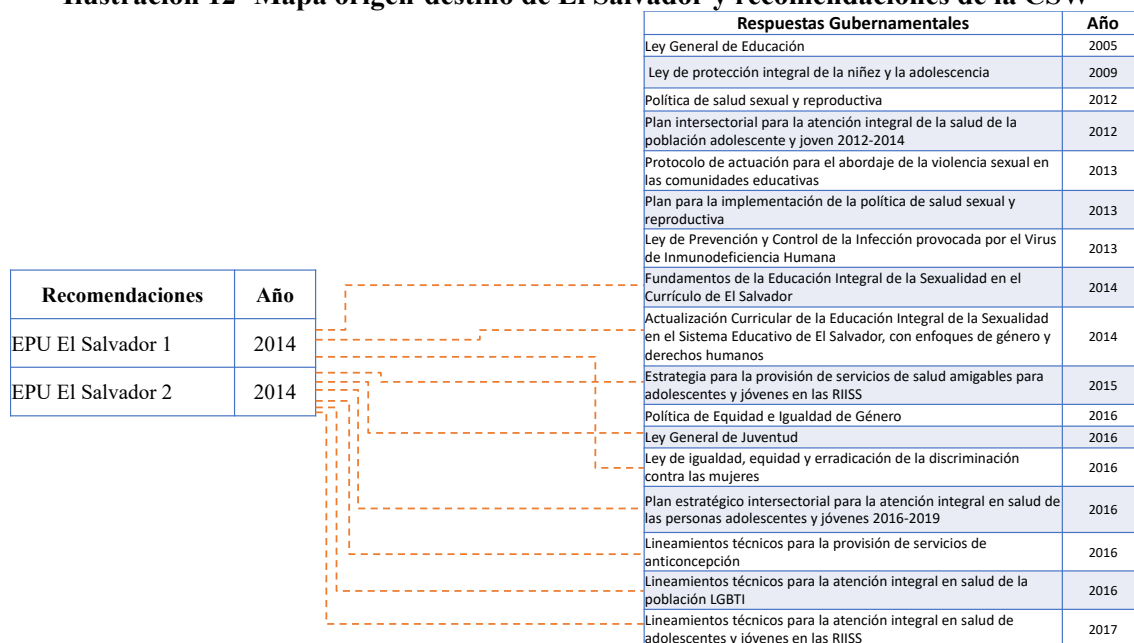 Ilustración 12 Mapa origen-destino de El Salvador y recomendaciones de la CSW
Respuestas Gubernamentales Año
Ley General de Educación 2005
Ley de protección integral de la niñez y la adolescencia 2009
Política de salud sexual y reproductiva 2012
Plan intersectorial para la atención integral de la salud de la
población adolescente y joven 2012-2014 2012
Protocolo de actuación para el abordaje de la violencia sexual en
las comunidades educativas 2013
Plan para la implementación de la política de salud sexual y
reproductiva 2013
Ley de Prevención y Control de la Infección provocada por el Virus
de Inmunodeficiencia Humana 2013
Fundamentos de la Educación Integral de la Sexualidad en el
Currículo de El Salvador 2014
Actualización Curricular de la Educación Integral de la Sexualidad
en el Sistema Educativo de El Salvador, con enfoques de género y
derechos humanos 2014
Estrategia para la provisión de servicios de salud amigables para
adolescentes y jóvenes en las RIISS 2015
Política de Equidad e Igualdad de Género 2016
Ley General de Juventud 2016
Ley de igualdad, equidad y erradicación de la discriminación
contra las mujeres 2016
Plan estratégico intersectorial para la atención integral en salud de
las personas adolescentes y jóvenes 2016-2019 2016
Lineamientos técnicos para la provisión de servicios de
anticoncepción 2016
Lineamientos técnicos para la atención integral en salud de la
población LGBTI 2016
Lineamientos técnicos para la atención integral en salud de
adolescentes y jóvenes en las RIISS 2017
Recomendaciones Año
EPU El Salvador 1 2014
EPU El Salvador 2 2014